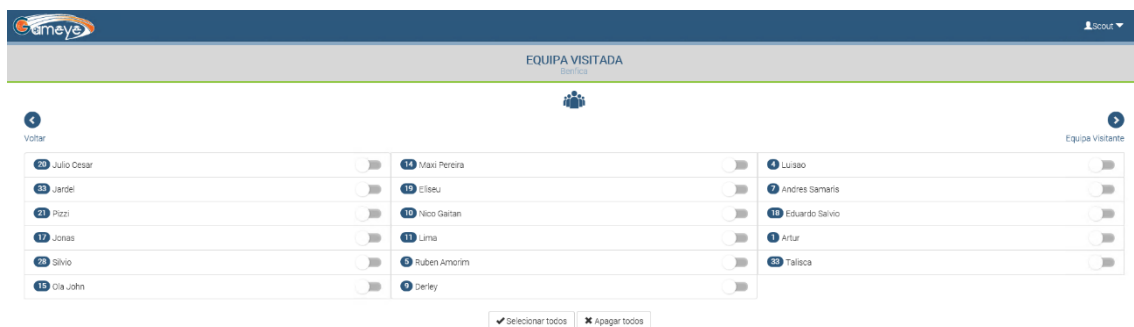 Gameye
Scout
EQUIPA VISITADA
Benfica
Voltar
Equipa Visitante
20 Julio Cesar
14 Maxi Pereira
4 Luisao
33 Jardel
19 Eliseu
7 Andres Samaris
21 Pizzi
10 Nico Gaitan
18 Eduardo Salvio
17 Jonas
11 Lima
1 Artur
28 Silvio
5 Ruben Amorim
33 Talisca
15 Ola John
9 Derley
Selecionar todos
Apagar todos